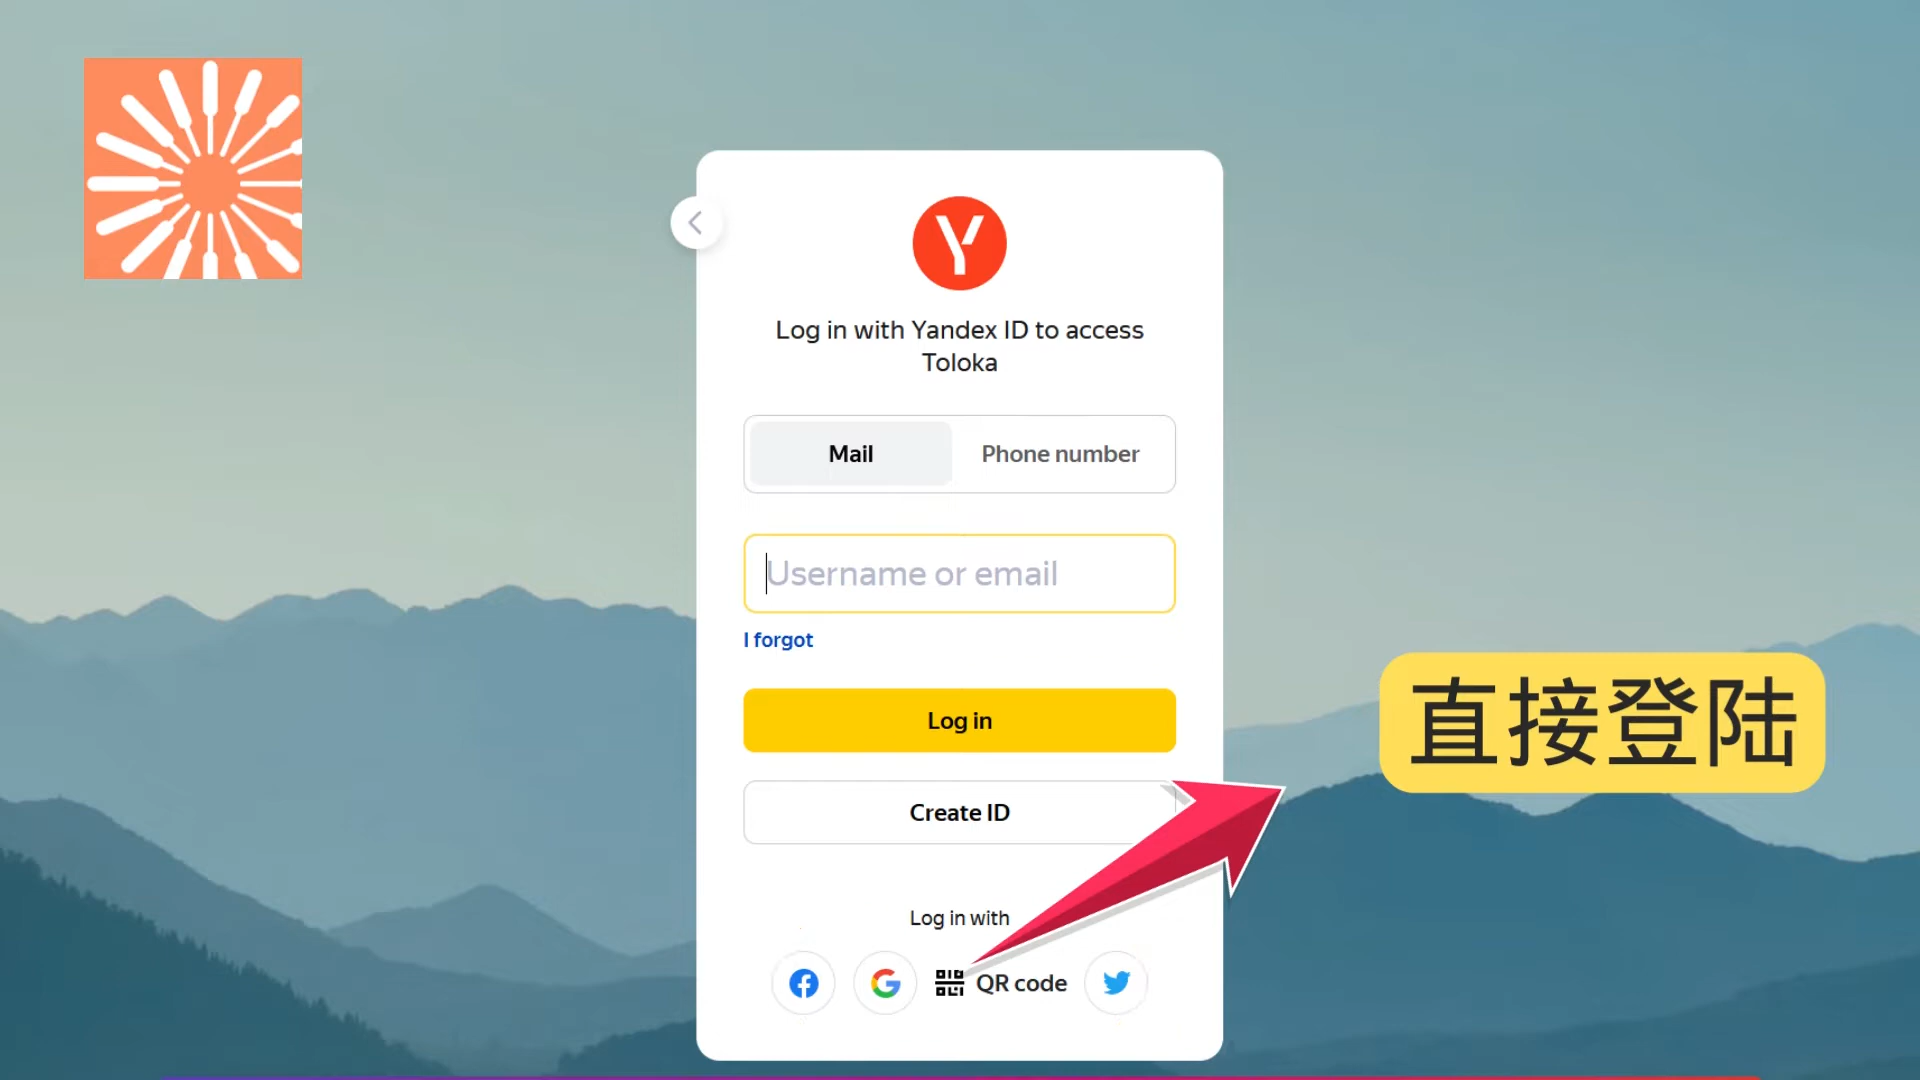 Log in with Yandex ID to access
Toloka
Mail
Phone number
Username or email
I forgot
Log in
直接登陆
Create ID
Log in with
QR code